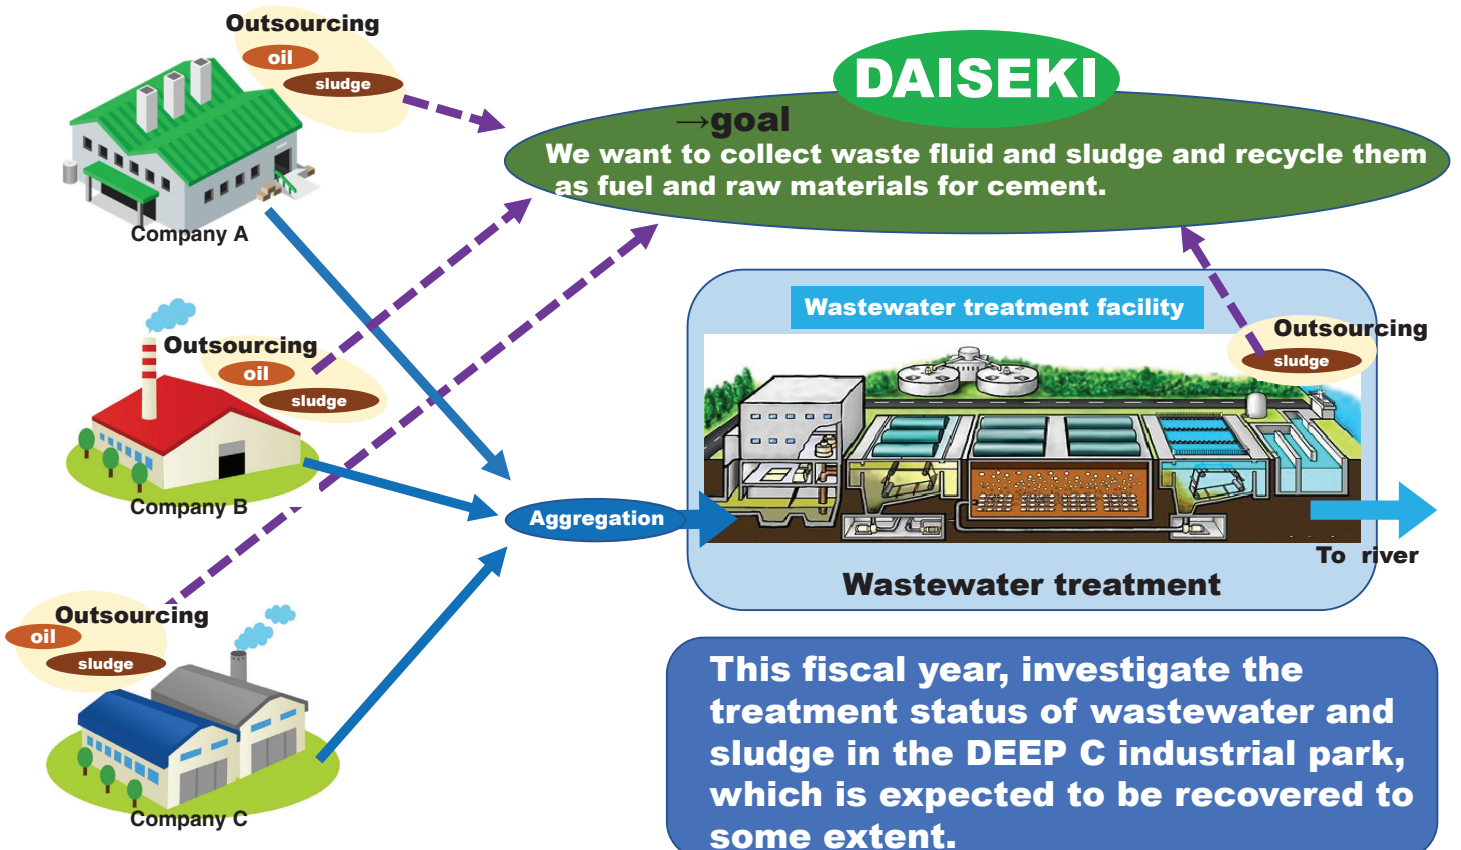 Outsourcing
oil
sludge
Company A
DAISEKI
→goal
We want to collect waste fluid and sludge and recycle them
as fuel and raw materials for cement.
Outsourcing
oil
sludge
Company B
Wastewater treatment facility
Outsourcing
sludge
Aggregation
To river
Wastewater treatment
Outsourcing
oil
sludge
Company C
This fiscal year, investigate the
treatment status of wastewater and
sludge in the DEEP C industrial park,
which is expected to be recovered to
some extent.